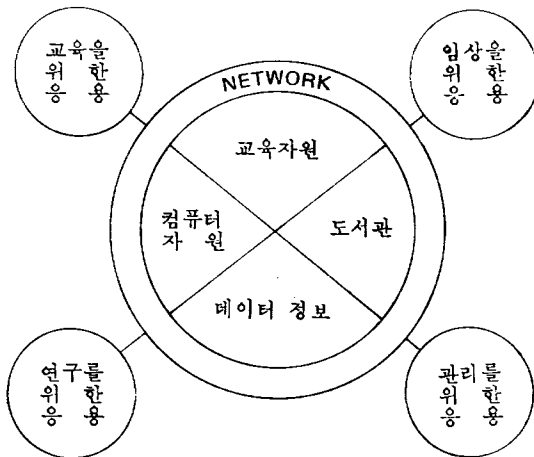 교육을
위 한
응 용
임상을
위 한
응 용
NETWORK
교육자원
컴퓨터
자 원
도서관
데이터 정보
연구를
위 한
응 용
관리를
위 한
응 용